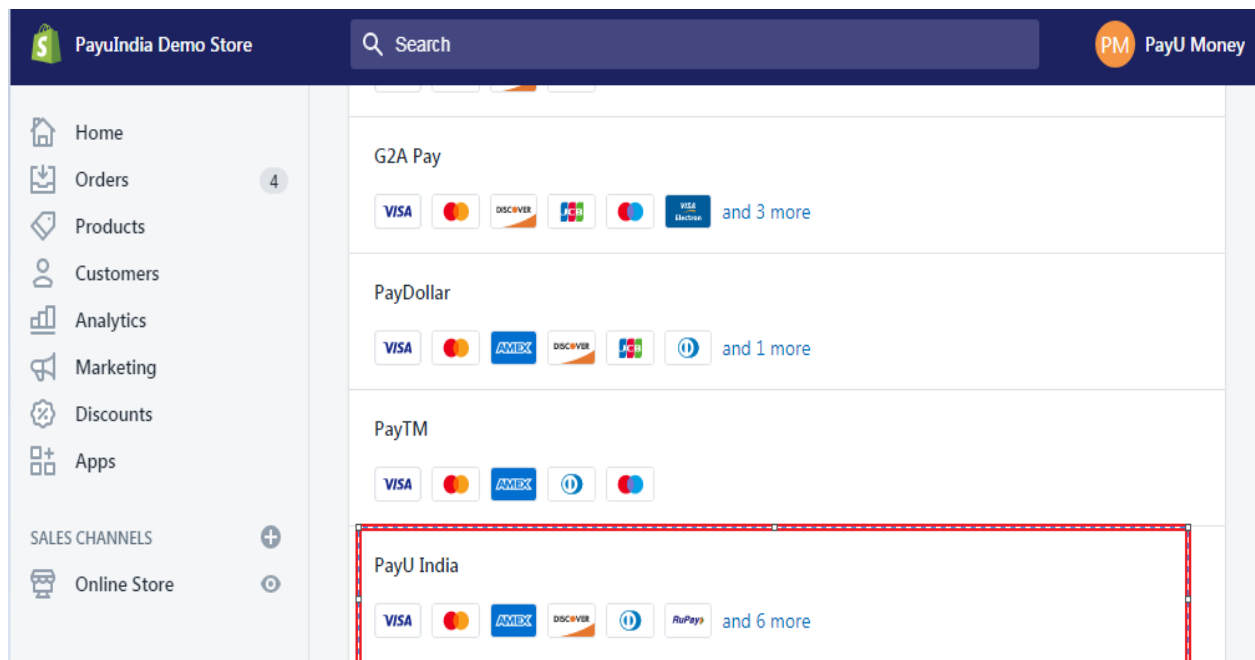 PayuIndia Demo Store
Search
PM
PayU Money
Home
Orders
4
Products
Customers
Analytics
Marketing
Discounts
Apps
SALES CHANNELS
Online Store
G2A Pay
VISA DISCOVER JCB VISA Electron and 3 more
PayDollar
VISA AMEX DISCOVER JCB and 1 more
PayTM
VISA AMEX
PayU India
VISA AMEX DISCOVER RuPay and 6 more